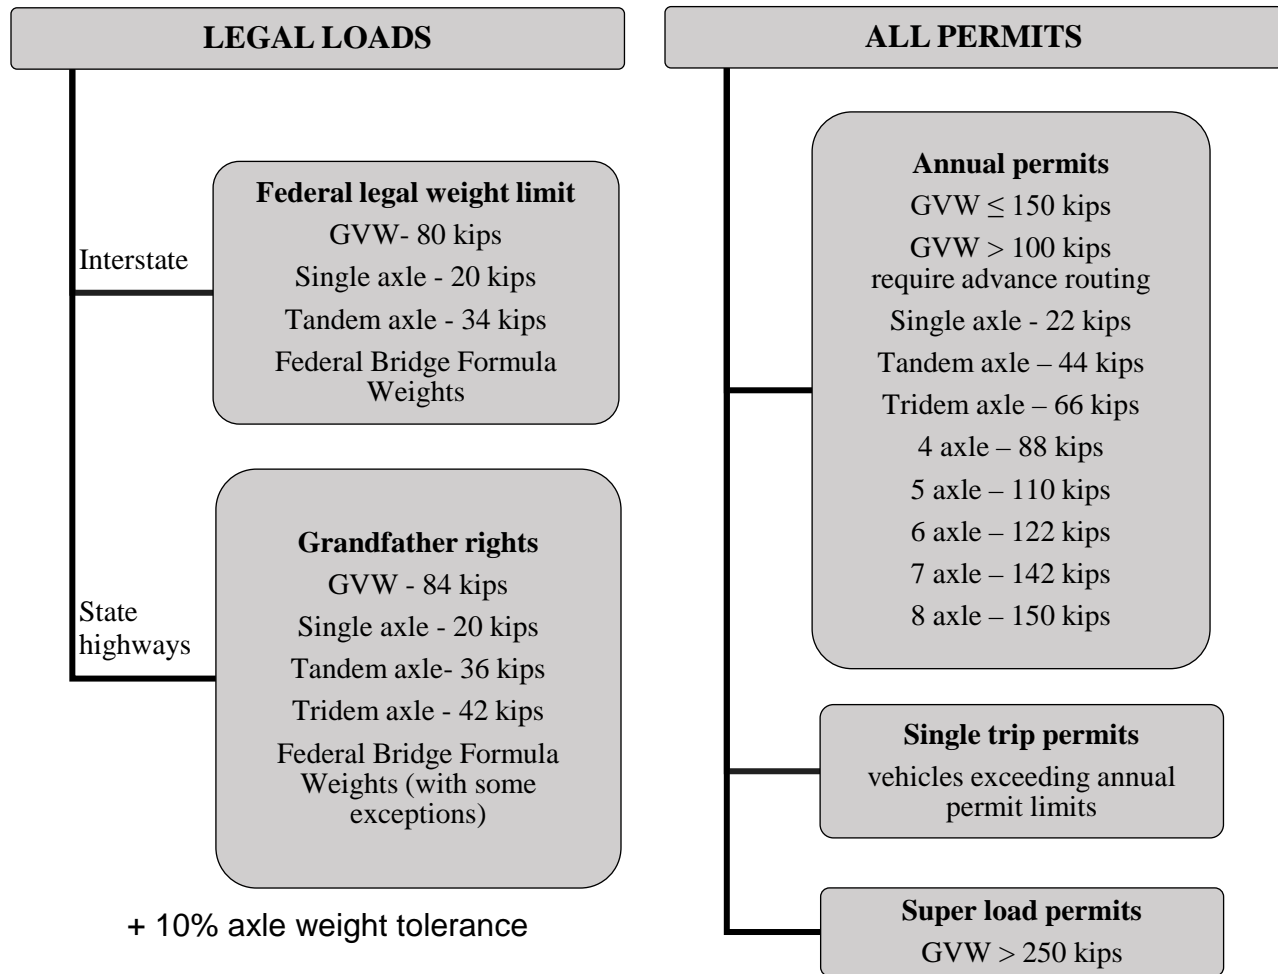 LEGAL LOADS
Interstate
Federal legal weight limit
GVW- 80 kips
Single axle - 20 kips
Tandem axle - 34 kips
Federal Bridge Formula
Weights
State
highways
Grandfather rights
GVW - 84 kips
Single axle - 20 kips
Tandem axle- 36 kips
Tridem axle - 42 kips
Federal Bridge Formula
Weights (with some
exceptions)
+ 10% axle weight tolerance
ALL PERMITS
Annual permits
GVW ≤ 150 kips
GVW > 100 kips
require advance routing
Single axle - 22 kips
Tandem axle – 44 kips
Tridem axle – 66 kips
4 axle – 88 kips
5 axle – 110 kips
6 axle – 122 kips
7 axle – 142 kips
8 axle – 150 kips
Single trip permits
vehicles exceeding annual
permit limits
Super load permits
GVW > 250 kips